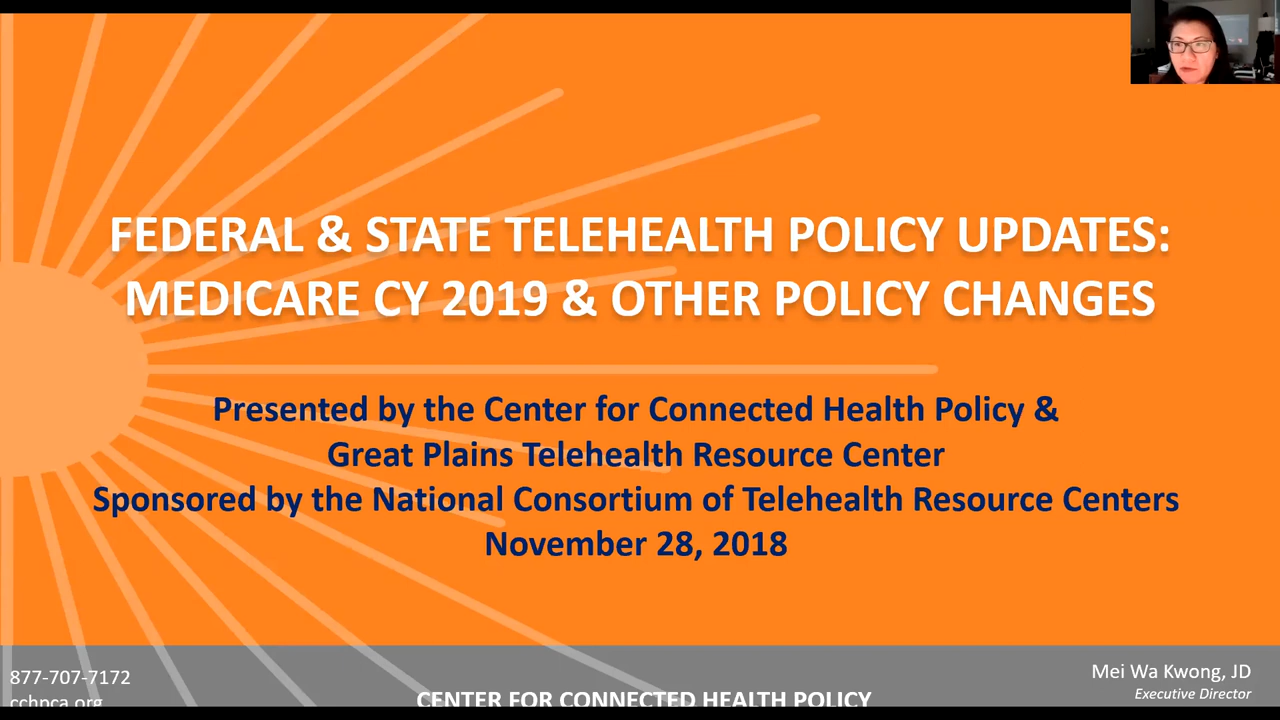 FEDERAL & STATE TELEHEALTH POLICY UPDATES:
MEDICARE CY 2019 & OTHER POLICY CHANGES
Presented by the Center for Connected Health Policy &
Great Plains Telehealth Resource Center
Sponsored by the National Consortium of Telehealth Resource Centers
November 28, 2018
877-707-7172
cchpca.org
CENTER FOR CONNECTED HEALTH POLICY
Mei Wa Kwong, JD
Executive Director